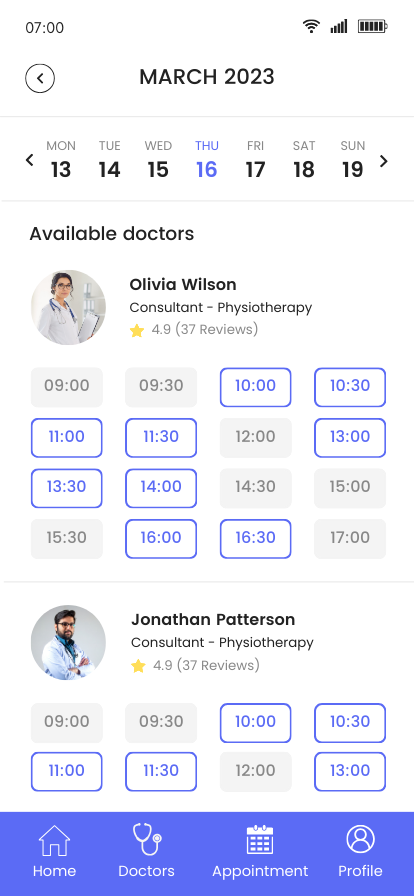 07:00
MARCH 2023
MON TUE WED THU FRI SAT SUN
13 14 15 16 17 18 19
Available doctors
Olivia Wilson
Consultant - Physiotherapy
4.9 (37 Reviews)
09:00 09:30 10:00 10:30
11:00 11:30 12:00 13:00
13:30 14:00 14:30 15:00
15:30 16:00 16:30 17:00
Jonathan Patterson
Consultant - Physiotherapy
4.9 (37 Reviews)
09:00 09:30 10:00 10:30
11:00 11:30 12:00 13:00
Home Doctors Appointment Profile